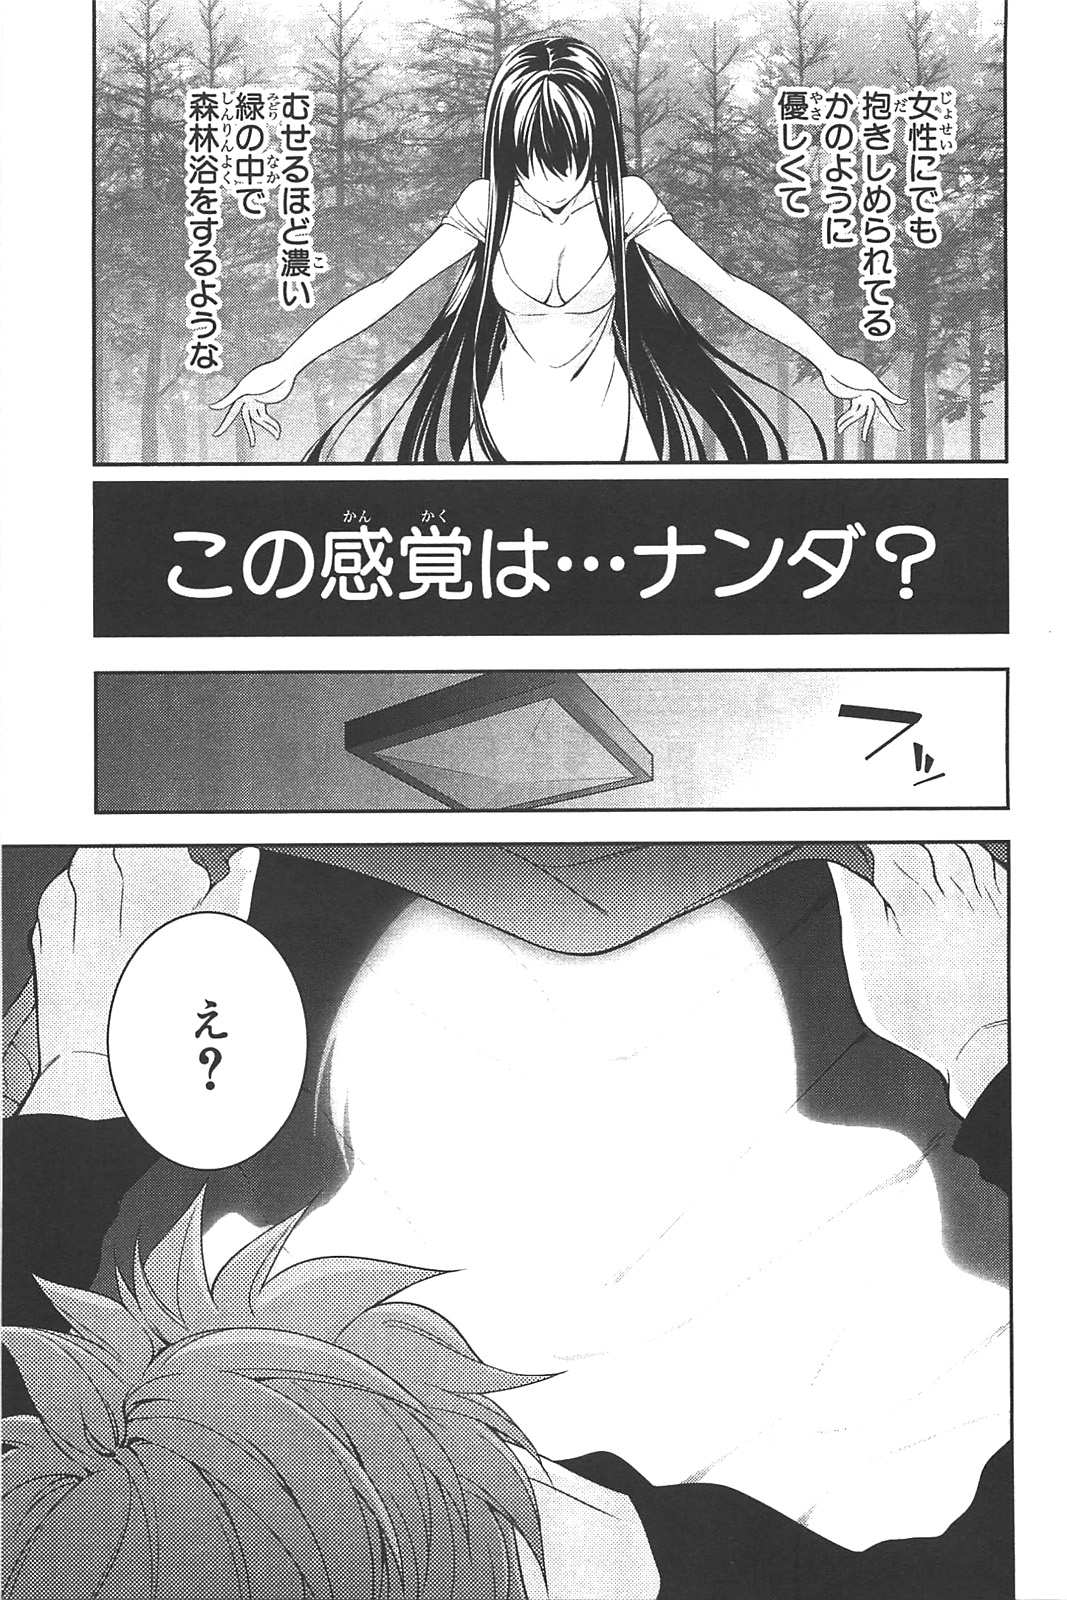 女性にでも
抱きしめられてる
かのように
優しくて
むせるほど濃い
緑の中で
森林浴をするような
この感覚は…ナンダ？
フッ
え？